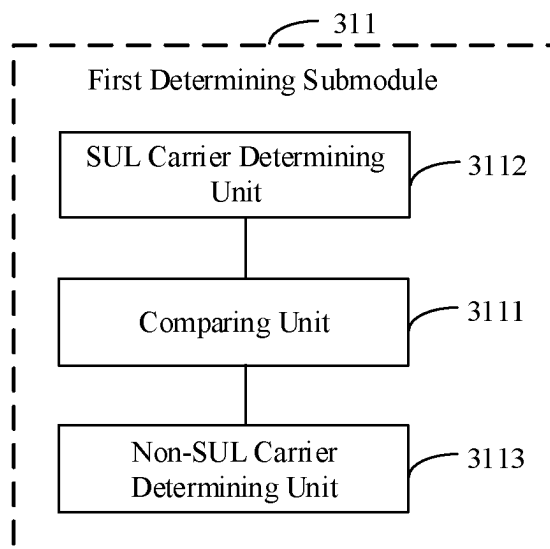 311
First Determining Submodule
SUL Carrier Determining
Unit
3112
Comparing Unit
3111
Non-SUL Carrier
Determining Unit
3113